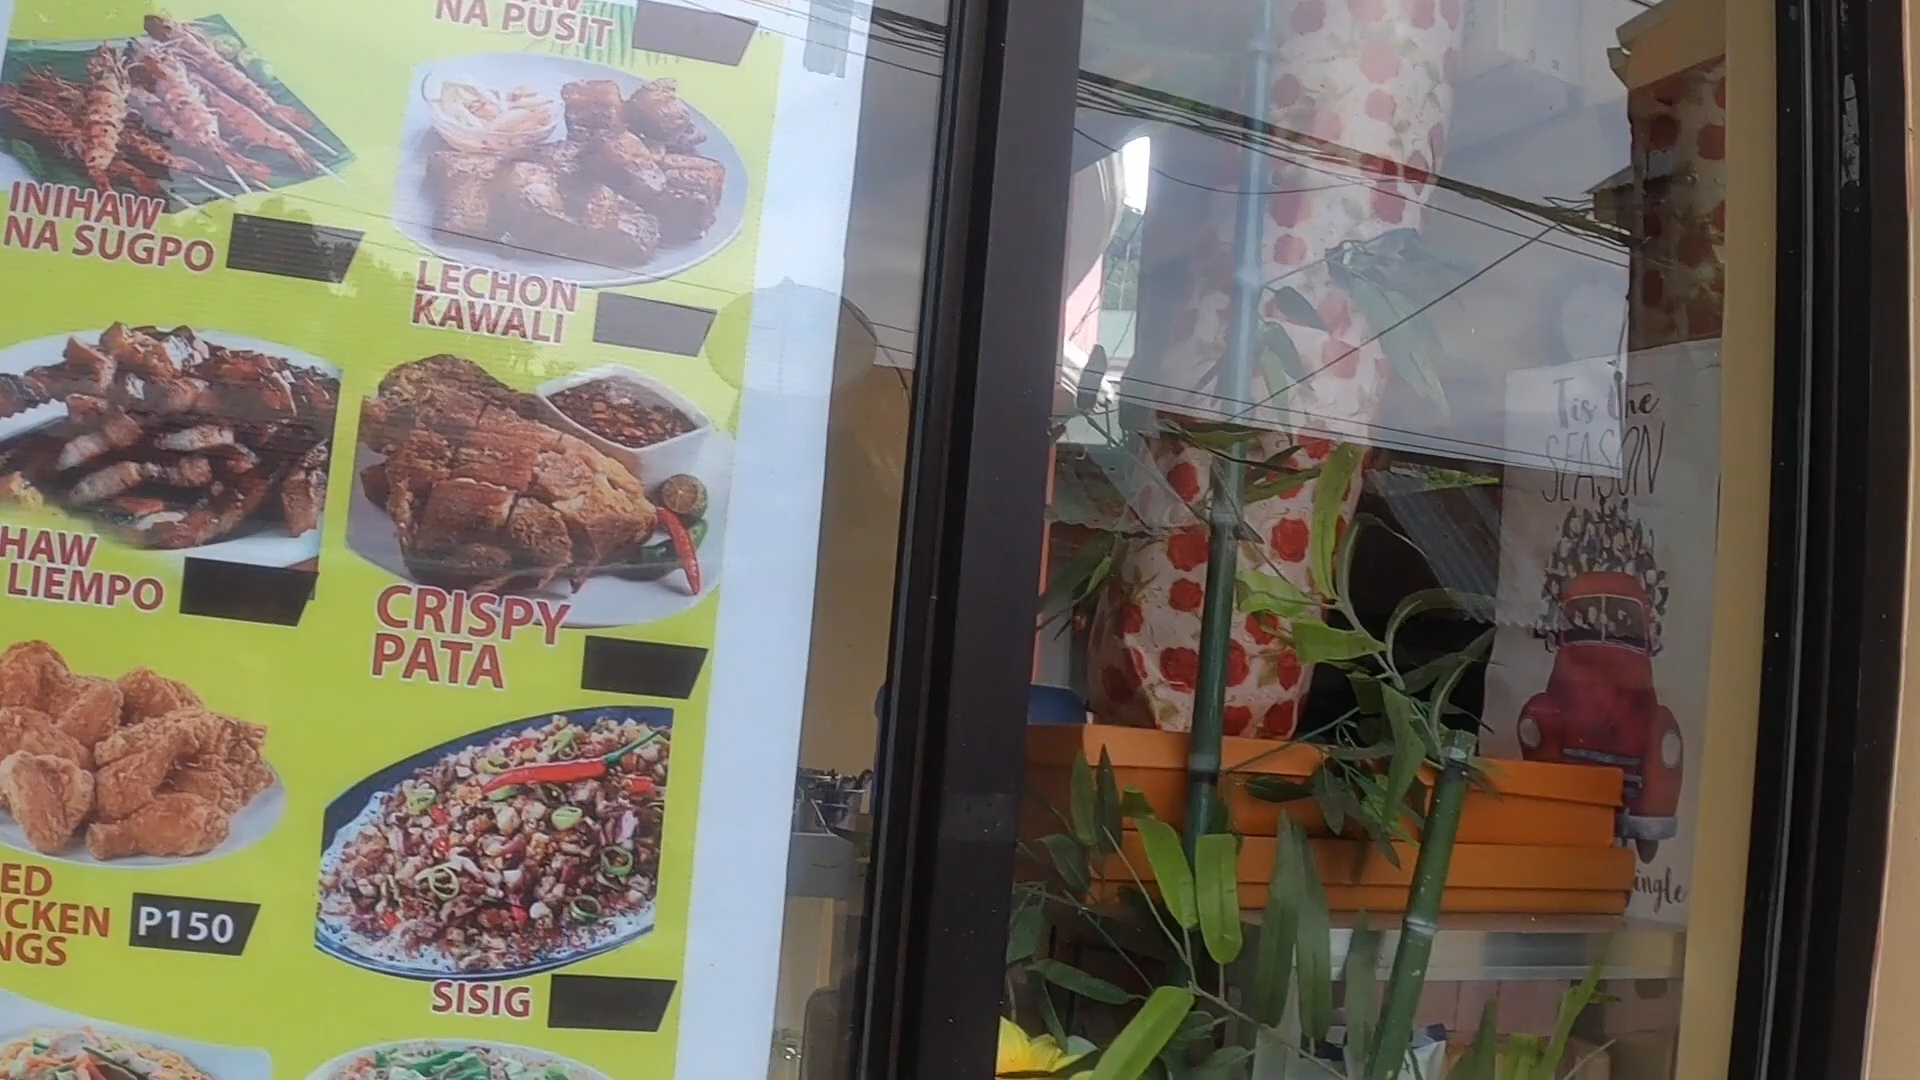 NA PUSIT
INIHAW
NA SUGPO
LECHON
KAWALI
HAW
LIEMPO
CRISPY
PATA
ED
ICKEN
NGS
P150
SISIG
Tis the
SEASON
ingle